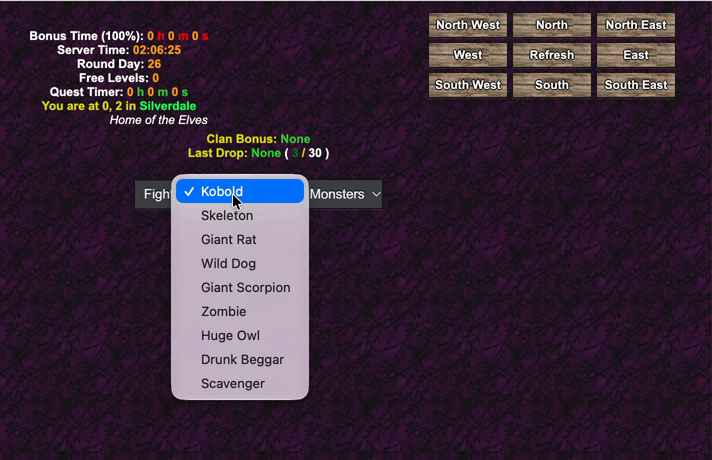 Bonus Time (100%): 0 h 0 m 0 s
Server Time: 02:06:25
Round Day: 26
Free Levels: 0
Quest Timer: 0 h 0 m 0 s
You are at 0, 2 in Silverdale
Home of the Elves
Clan Bonus: None
Last Drop: None ( 3 / 30 )
North West North North East
West Refresh East
South West South South East
Figh Monsters
✓ Kobold
Skeleton
Giant Rat
Wild Dog
Giant Scorpion
Zombie
Huge Owl
Drunk Beggar
Scavenger